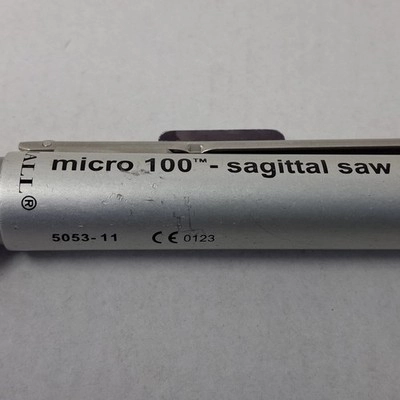 ALL®
micro 100™ - sagittal saw
5053-11 CE 0123